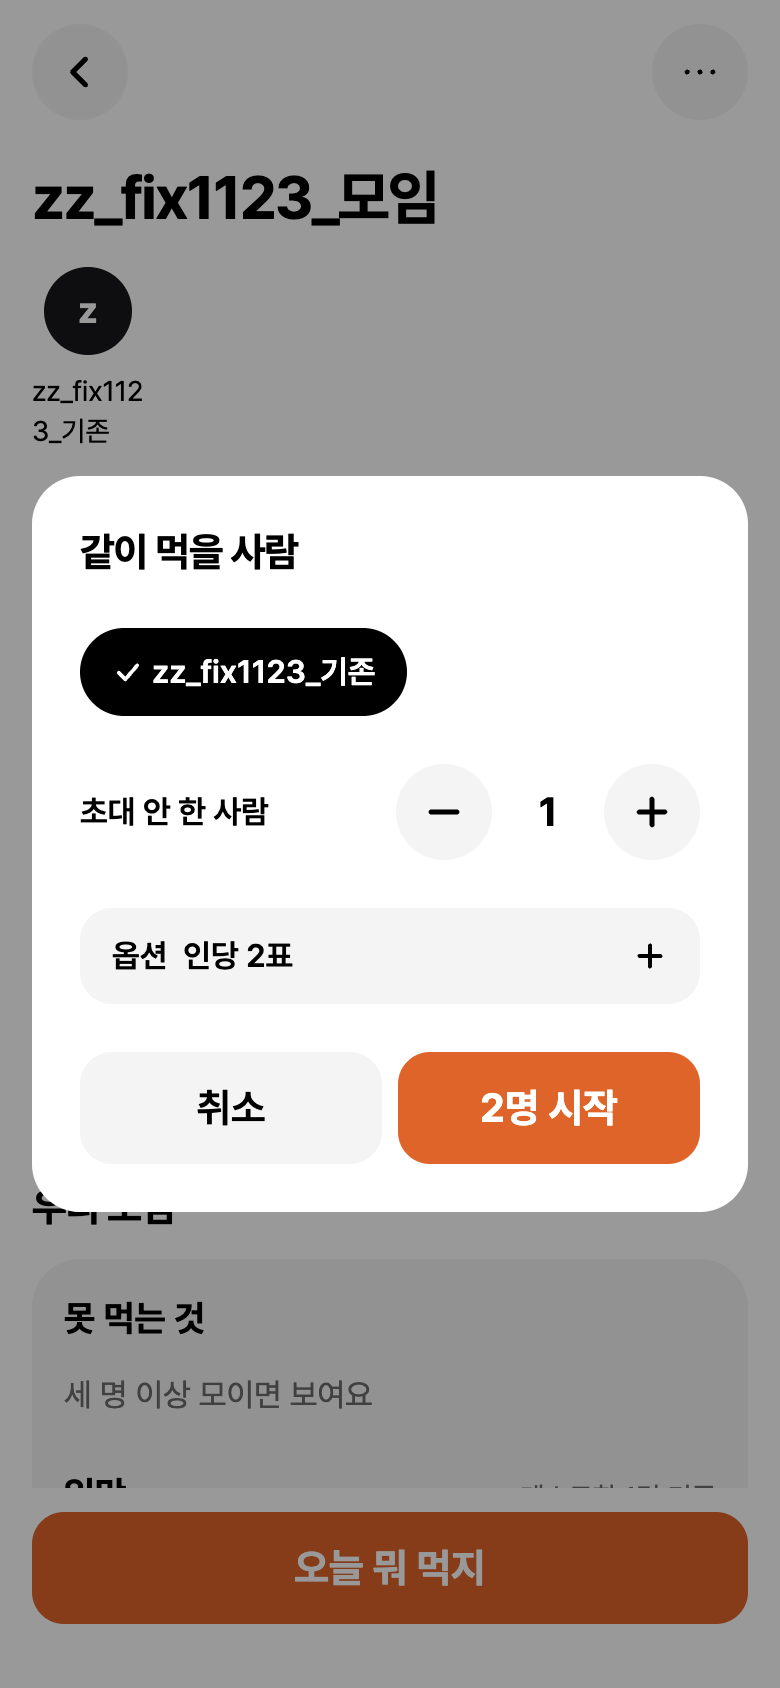 zz_fix1123_모임
z
zz_fix112
3_기존
같이 먹을 사람
zz_fix1123_기존
초대 안 한 사람
1
옵션 인당 2표
취소
2명 시작
못 먹는 것
세 명 이상 모이면 보여요
오늘 뭐 먹지